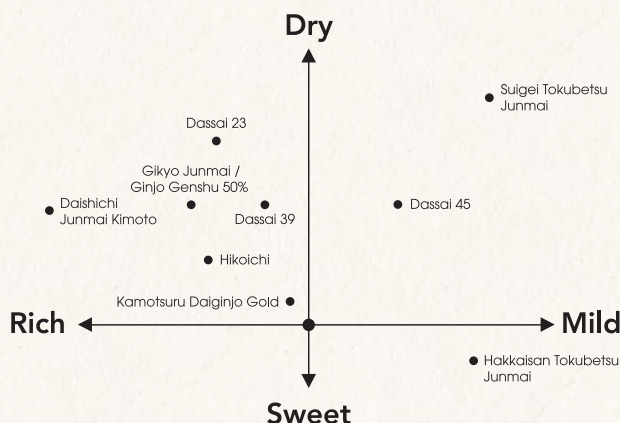 Dry
Suigei Tokubetsu
Junmai
Dassai 23
Gikyo Junmai /
Ginjo Genshu 50%
Daishichi
Junmai Kimoto
Dassai 39
Dassai 45
Hikoichi
Kamotsuru Daiginjo Gold
Rich
Mild
Hakkaisan Tokubetsu
Junmai
Sweet